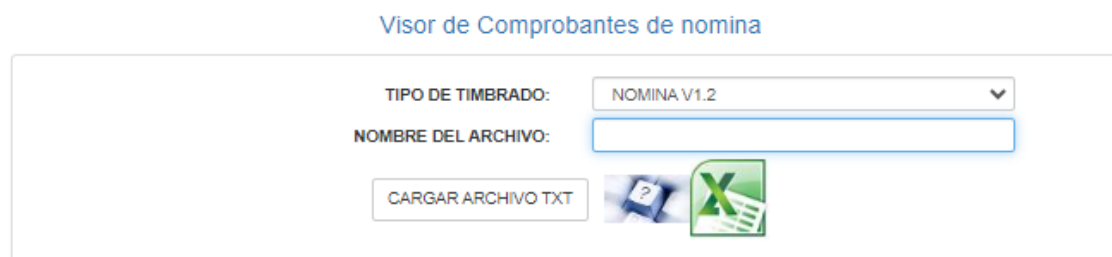 Visor de Comprobantes de nomina
TIPO DE TIMBRADO: NOMINA V1.2
NOMBRE DEL ARCHIVO:
CARGAR ARCHIVO TXT ? X